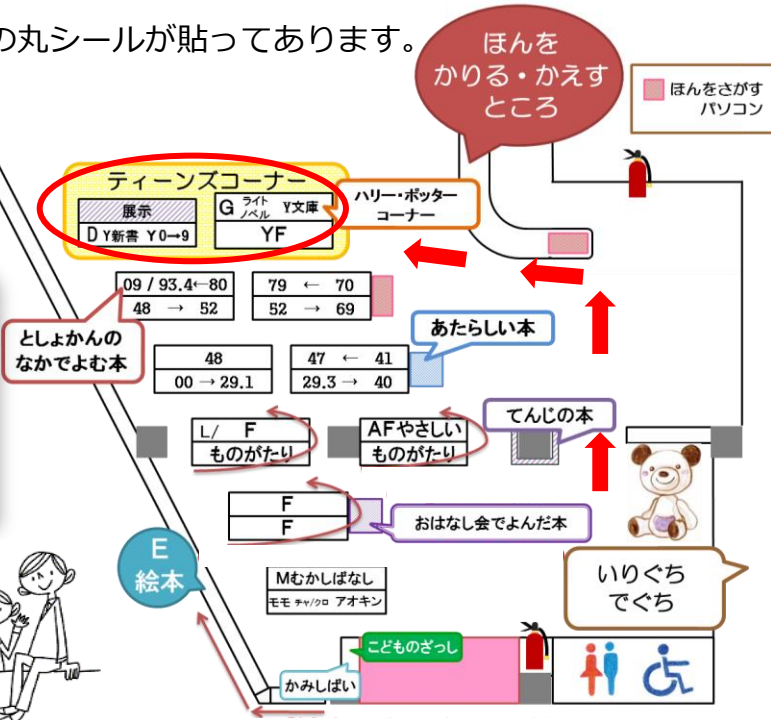 の丸シールが貼ってあります。
ほんを
かりる・かえす
ところ
ほんをさがす
パソコン
ティーンズコーナー
展示
D Y新書 Y0→9
G ライトノベル Y文庫
YF
ハリー・ポッター
コーナー
09 / 93.4←80
48 → 52
79 ← 70
52 → 69
としょかんの
なかでよむ本
あたらしい本
48
00 → 29.1
47 ← 41
29.3 → 40
L/ F
ものがたり
AFやさしい
ものがたり
てんじの本
F
F
おはなし会でよんだ本
E
絵本
Mむかしばなし
モモ チャ/クロ アオキン
いりぐち
でぐち
こどものざっし
かみしばい